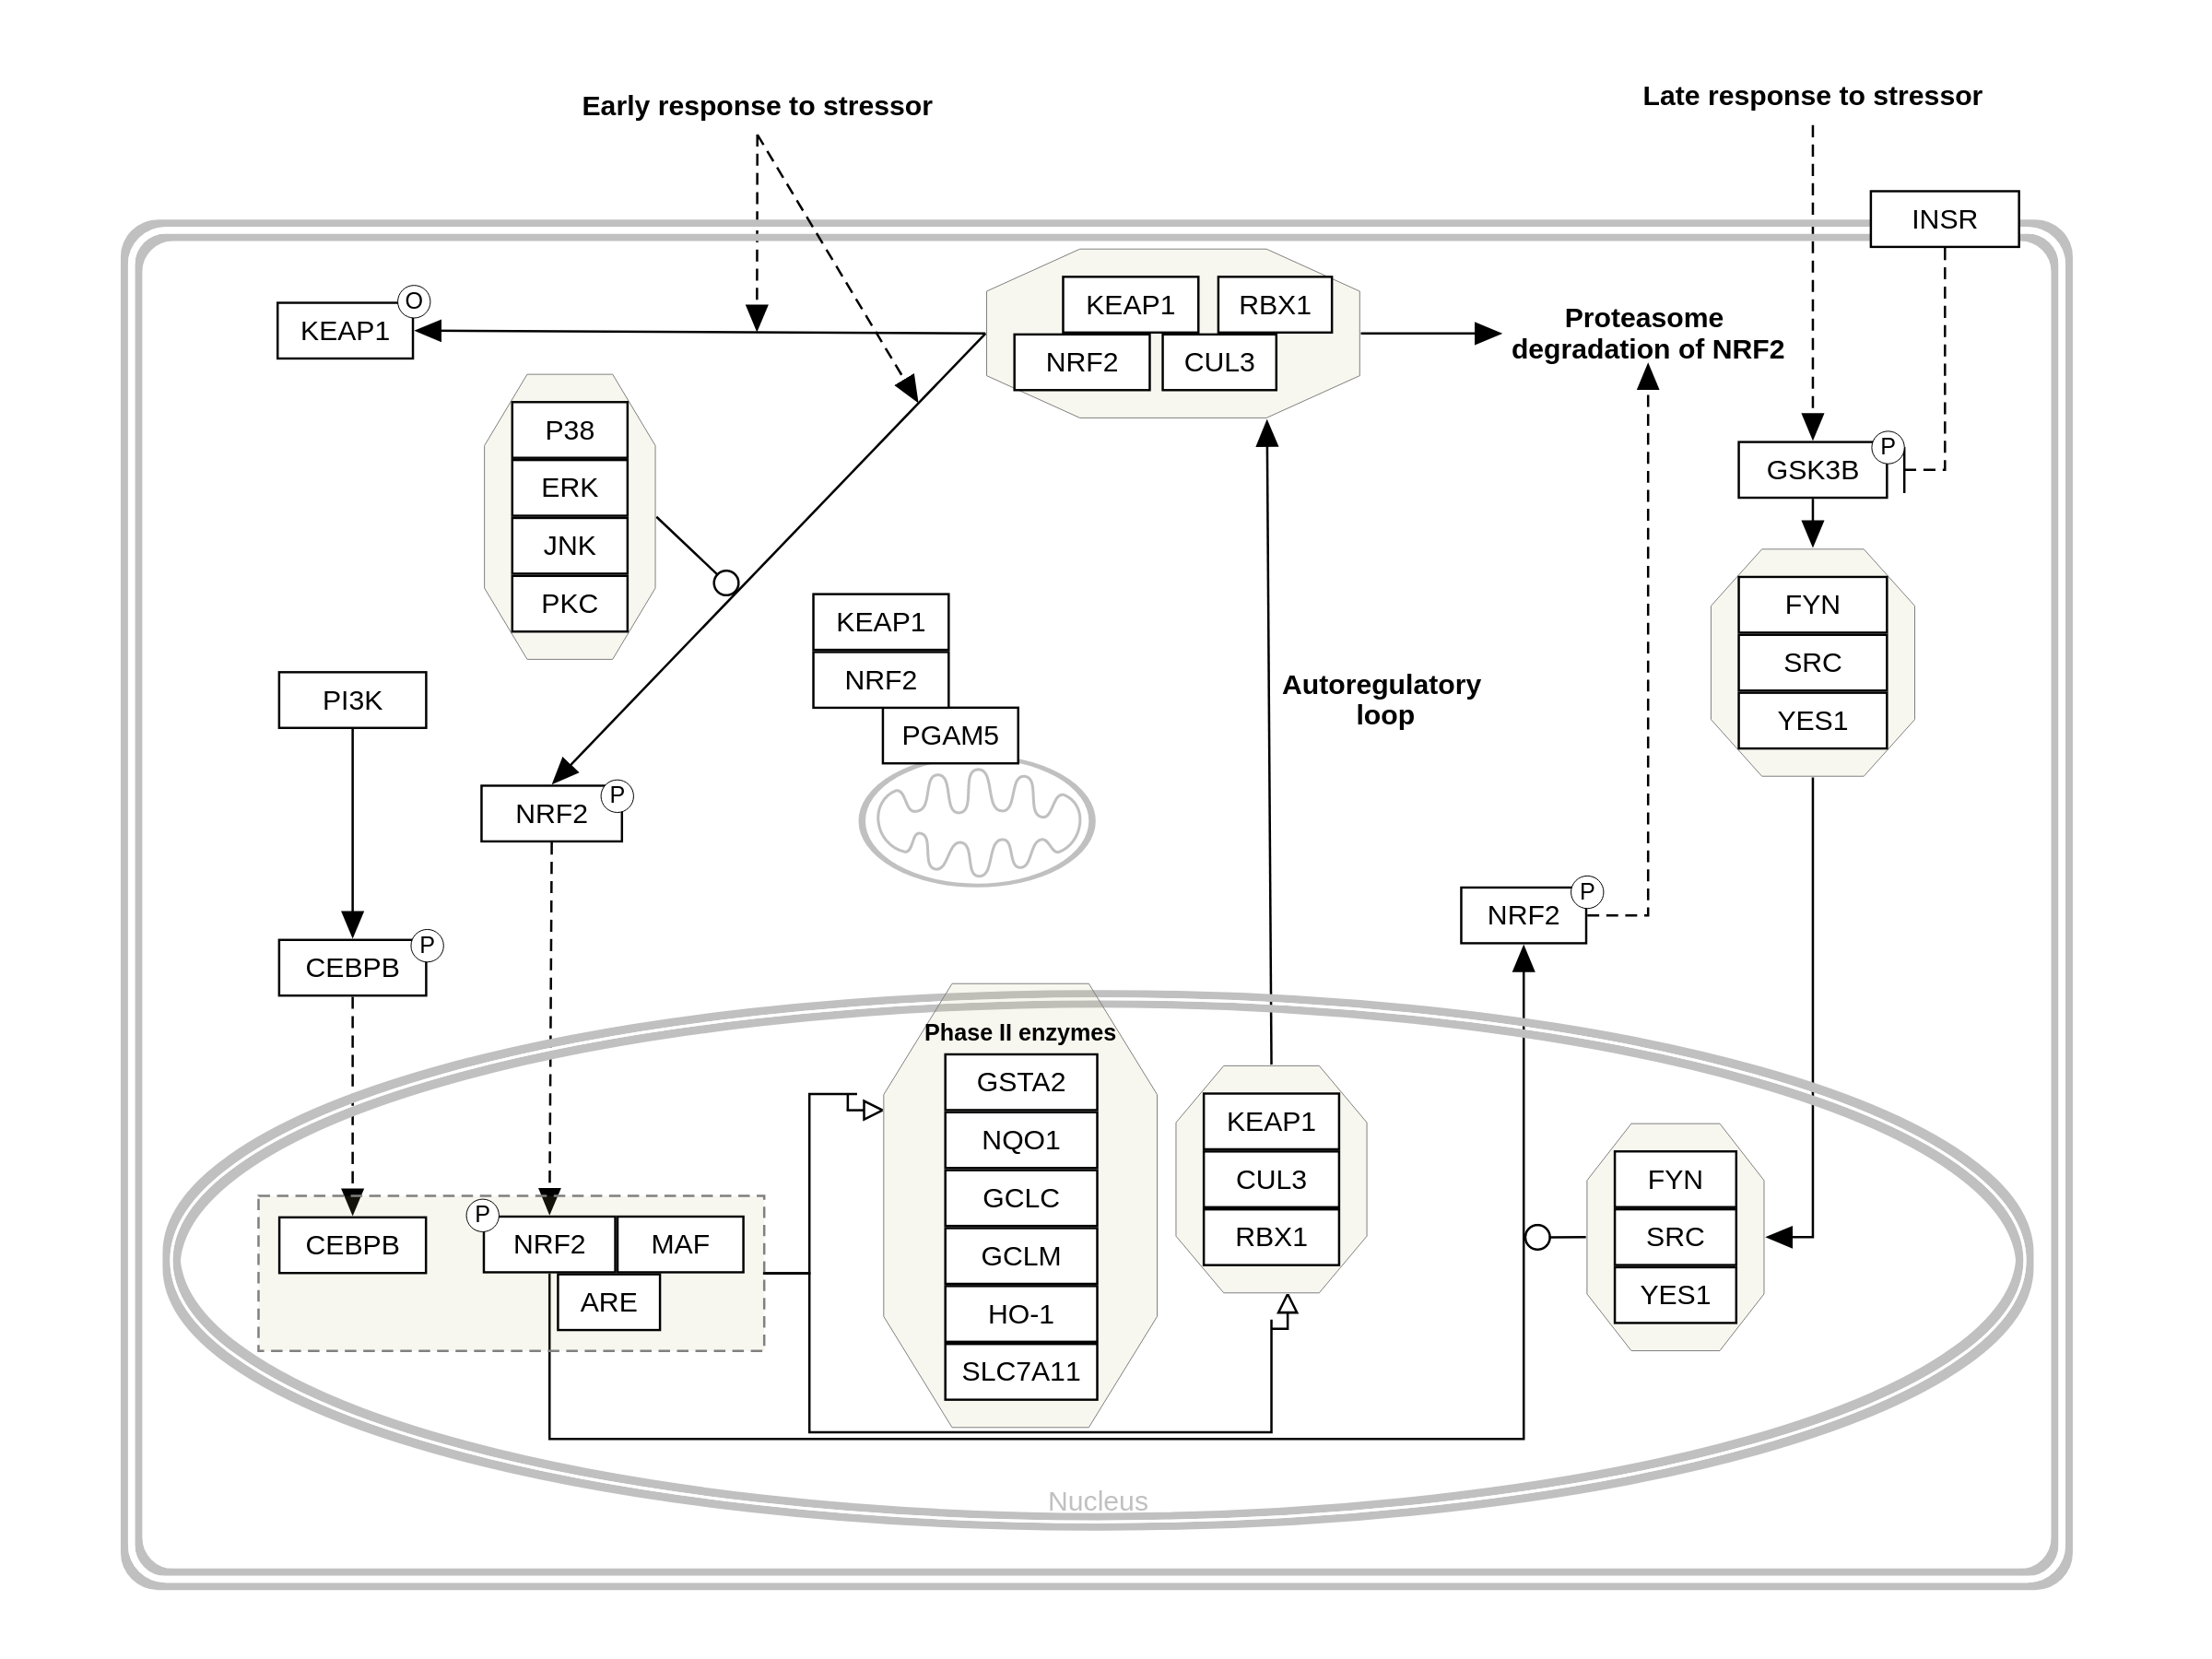 Late response to stressor
Early response to stressor
INSR
KEAP1
O
KEAP1
RBX1
NRF2
CUL3
Proteasome
degradation of NRF2
GSK3B
P
P38
ERK
JNK
PKC
FYN
SRC
YES1
KEAP1
NRF2
PGAM5
Autoregulatory
loop
PI3K
NRF2
P
NRF2
P
CEBPB
P
Phase II enzymes
GSTA2
NQO1
GCLC
GCLM
HO-1
SLC7A11
KEAP1
CUL3
RBX1
FYN
SRC
YES1
CEBPB
P
NRF2
MAF
ARE
Nucleus